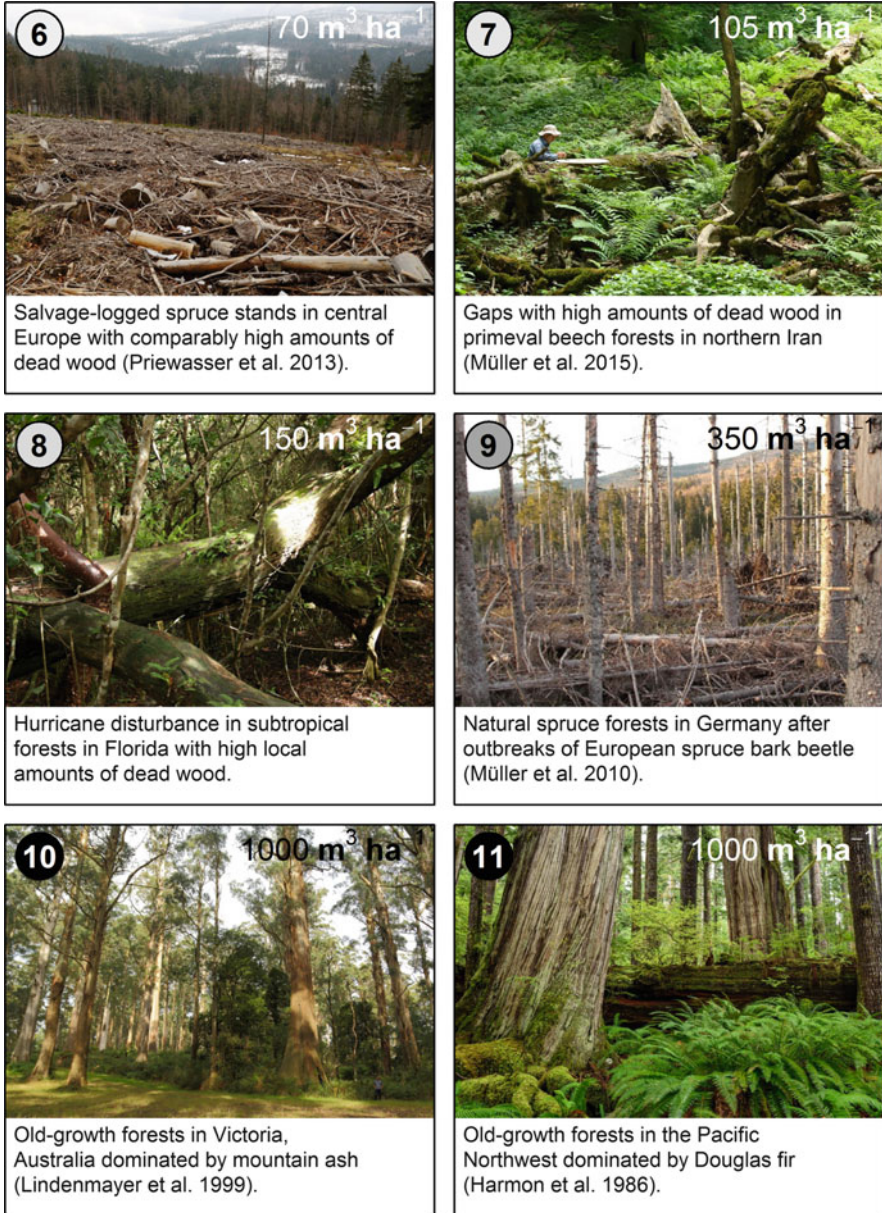 6 70 m³ ha⁻¹
Salvage-logged spruce stands in central
Europe with comparably high amounts of
dead wood (Priewasser et al. 2013).
7 105 m³ ha⁻¹
Gaps with high amounts of dead wood in
primeval beech forests in northern Iran
(Müller et al. 2015).
8 150 m³ ha⁻¹
Hurricane disturbance in subtropical
forests in Florida with high local
amounts of dead wood.
9 350 m³ ha⁻¹
Natural spruce forests in Germany after
outbreaks of European spruce bark beetle
(Müller et al. 2010).
10 1000 m³ ha⁻¹
Old-growth forests in Victoria,
Australia dominated by mountain ash
(Lindenmayer et al. 1999).
11 1000 m³ ha⁻¹
Old-growth forests in the Pacific
Northwest dominated by Douglas fir
(Harmon et al. 1986).